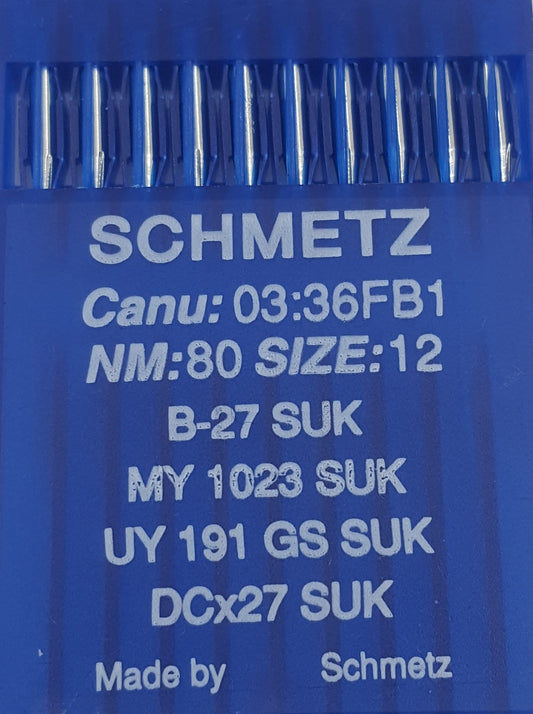 SCHMETZ
Canu: 03:36FB1
NM:80 SIZE:12
B-27 SUK
MY 1023 SUK
UY 191 GS SUK
DCx27 SUK
Made by Schmetz